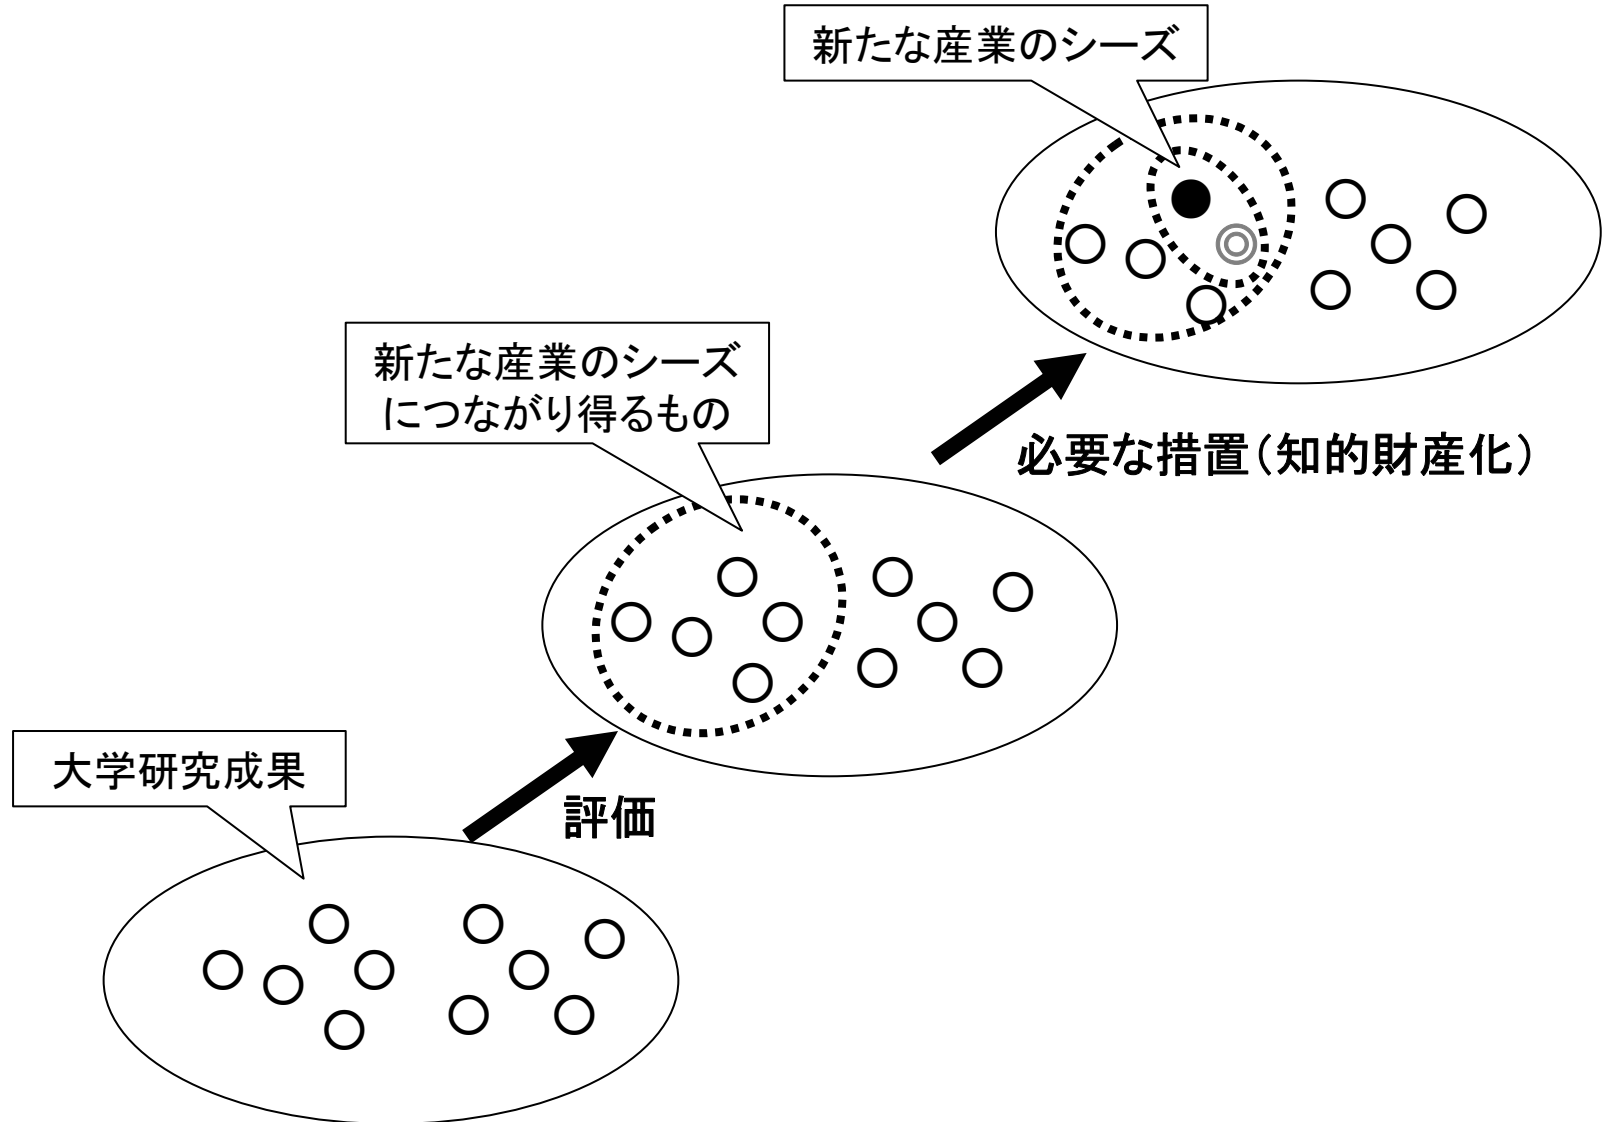 新たな産業のシーズ
新たな産業のシーズ
につながり得るもの
必要な措置（知的財産化）
大学研究成果
評価